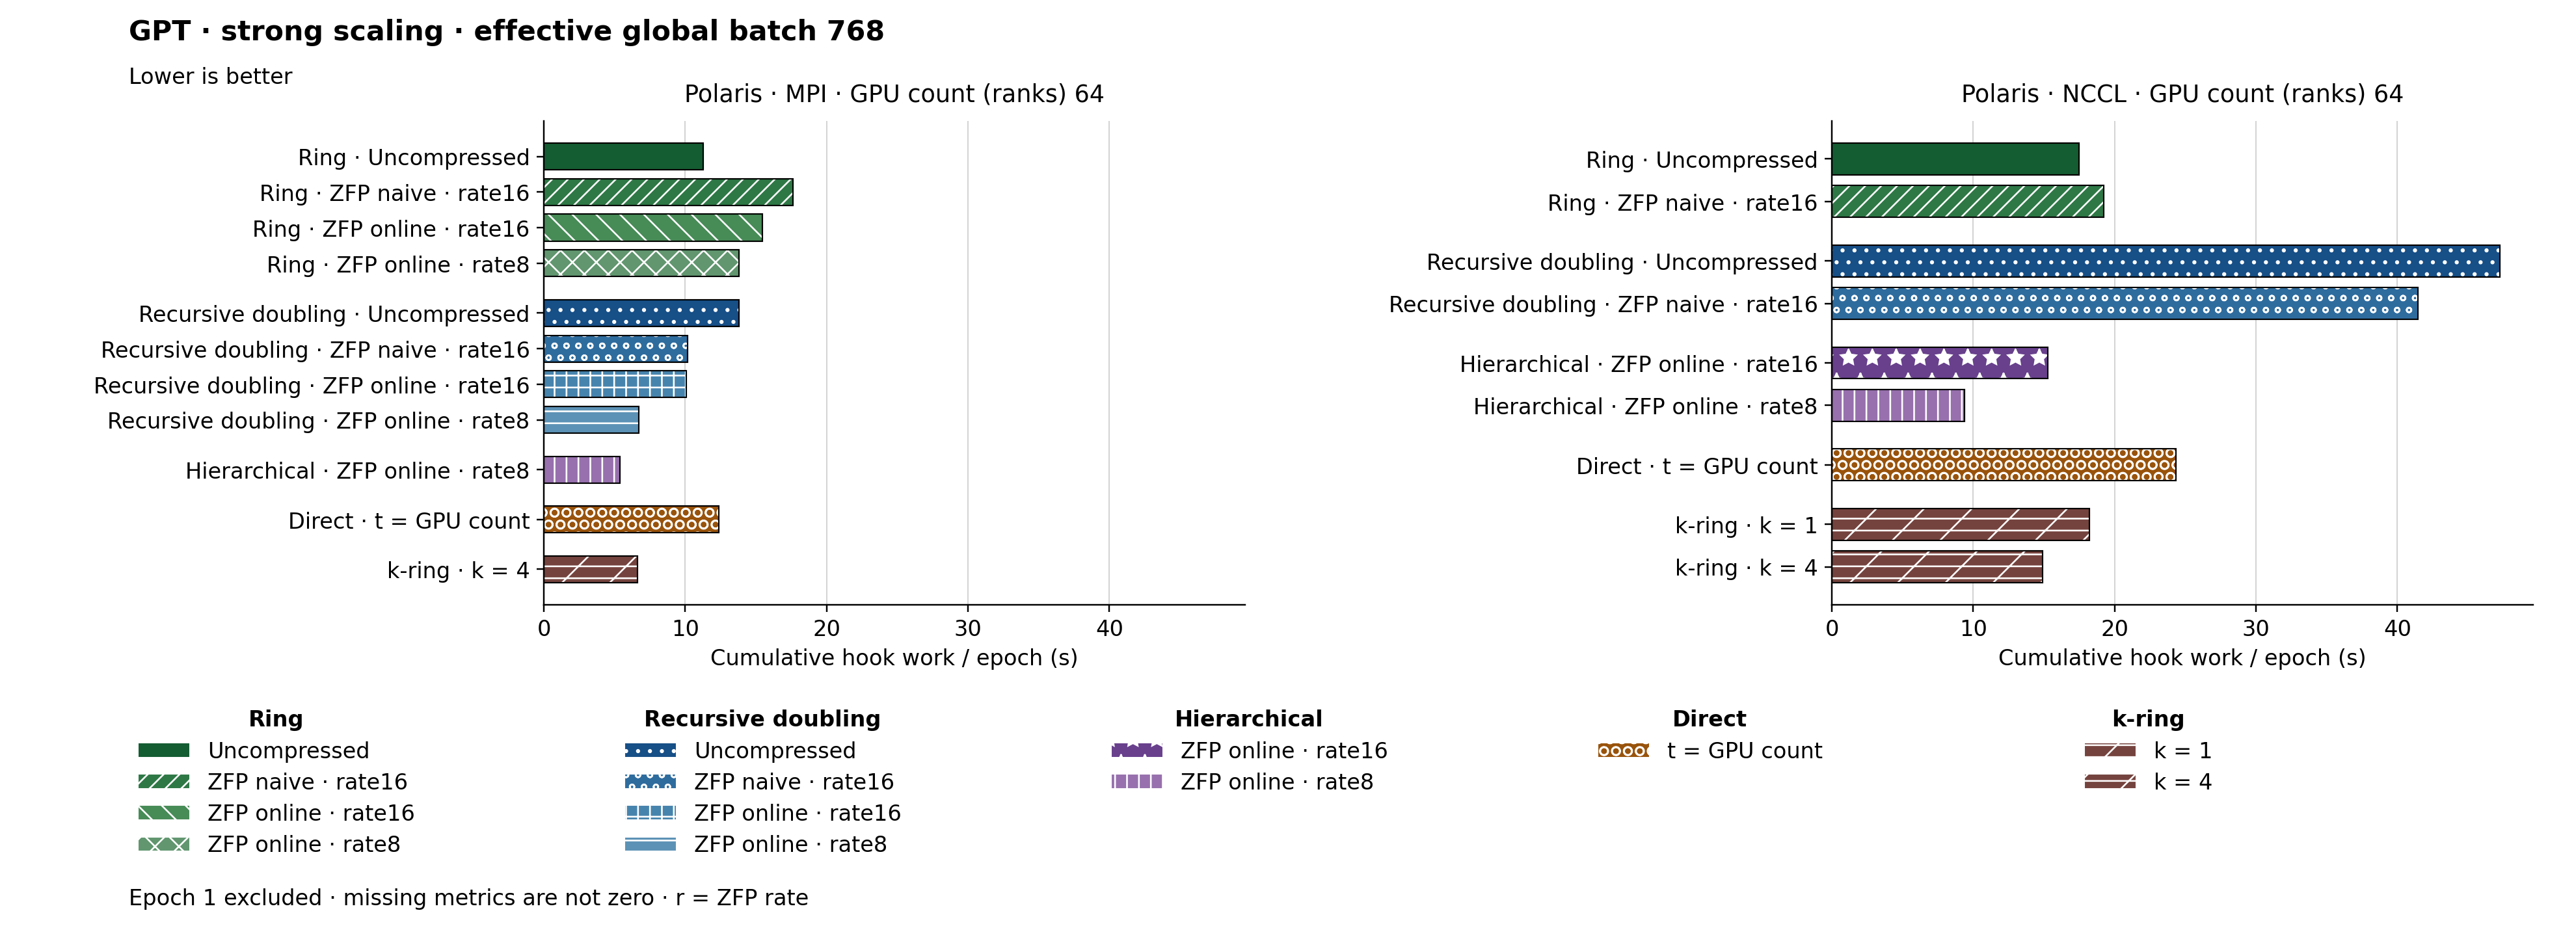 GPT · strong scaling · effective global batch 768
Lower is better
Polaris · MPI · GPU count (ranks) 64
Ring · Uncompressed
Ring · ZFP naive · rate16
Ring · ZFP online · rate16
Ring · ZFP online · rate8
Recursive doubling · Uncompressed
Recursive doubling · ZFP naive · rate16
Recursive doubling · ZFP online · rate16
Recursive doubling · ZFP online · rate8
Hierarchical · ZFP online · rate8
Direct · t = GPU count
k-ring · k = 4
0 10 20 30 40
Cumulative hook work / epoch (s)
Polaris · NCCL · GPU count (ranks) 64
Ring · Uncompressed
Ring · ZFP naive · rate16
Recursive doubling · Uncompressed
Recursive doubling · ZFP naive · rate16
Hierarchical · ZFP online · rate16
Hierarchical · ZFP online · rate8
Direct · t = GPU count
k-ring · k = 1
k-ring · k = 4
0 10 20 30 40
Cumulative hook work / epoch (s)
Ring
Uncompressed
ZFP naive · rate16
ZFP online · rate16
ZFP online · rate8
Recursive doubling
Uncompressed
ZFP naive · rate16
ZFP online · rate16
ZFP online · rate8
Hierarchical
ZFP online · rate16
ZFP online · rate8
Direct
t = GPU count
k-ring
k = 1
k = 4
Epoch 1 excluded · missing metrics are not zero · r = ZFP rate